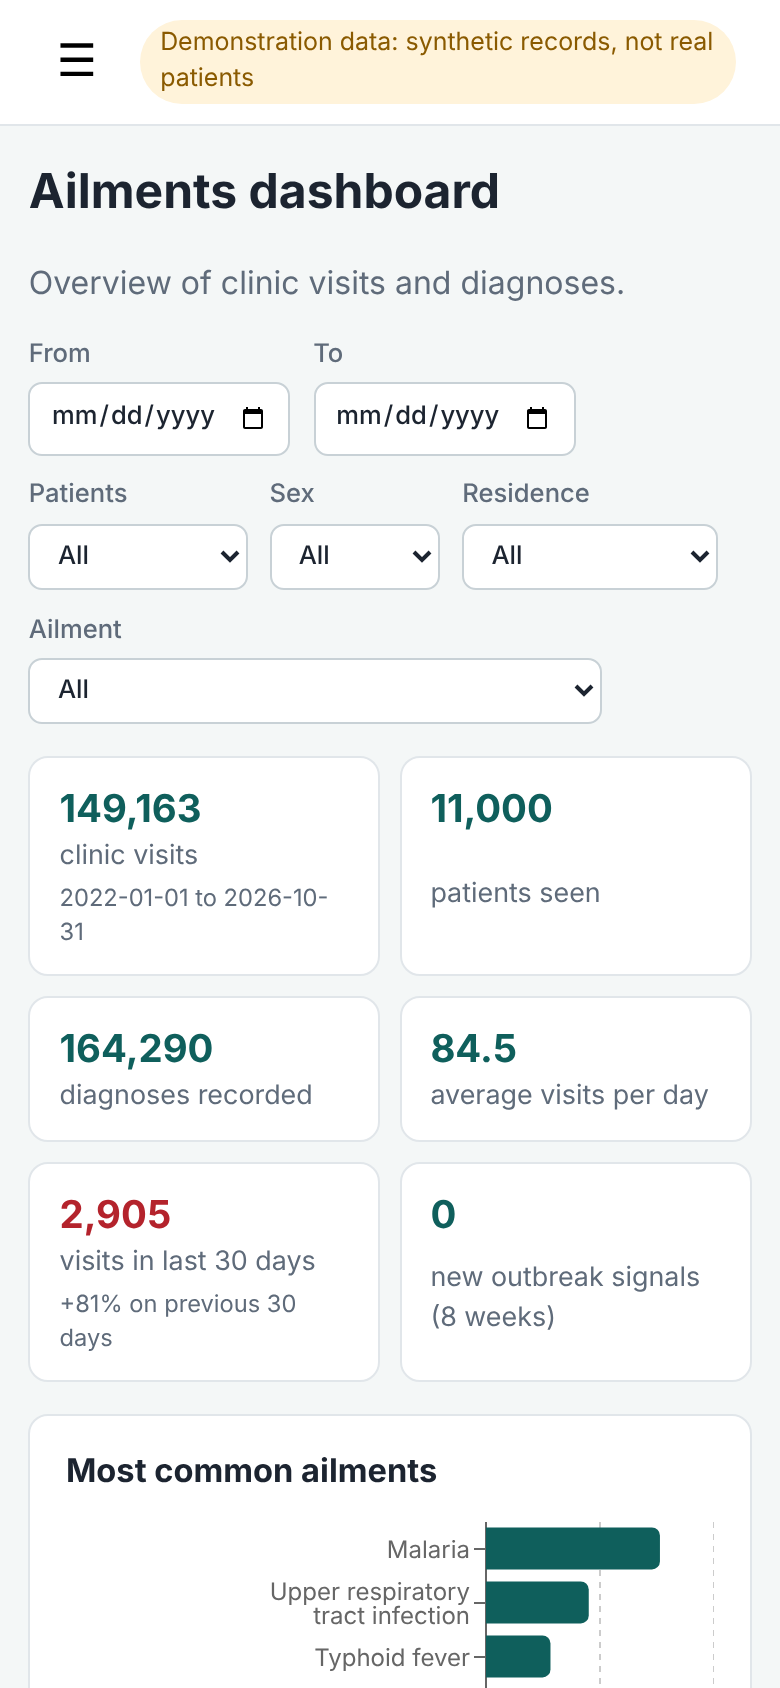 Demonstration data: synthetic records, not real
patients
Ailments dashboard
Overview of clinic visits and diagnoses.
From To
mm/dd/yyyy mm/dd/yyyy
Patients Sex Residence
All All All
Ailment
All
149,163
clinic visits
2022-01-01 to 2026-10-
31
11,000
patients seen
164,290
diagnoses recorded
84.5
average visits per day
2,905
visits in last 30 days
+81% on previous 30
days
0
new outbreak signals
(8 weeks)
Most common ailments
Malaria
Upper respiratory
tract infection
Typhoid fever